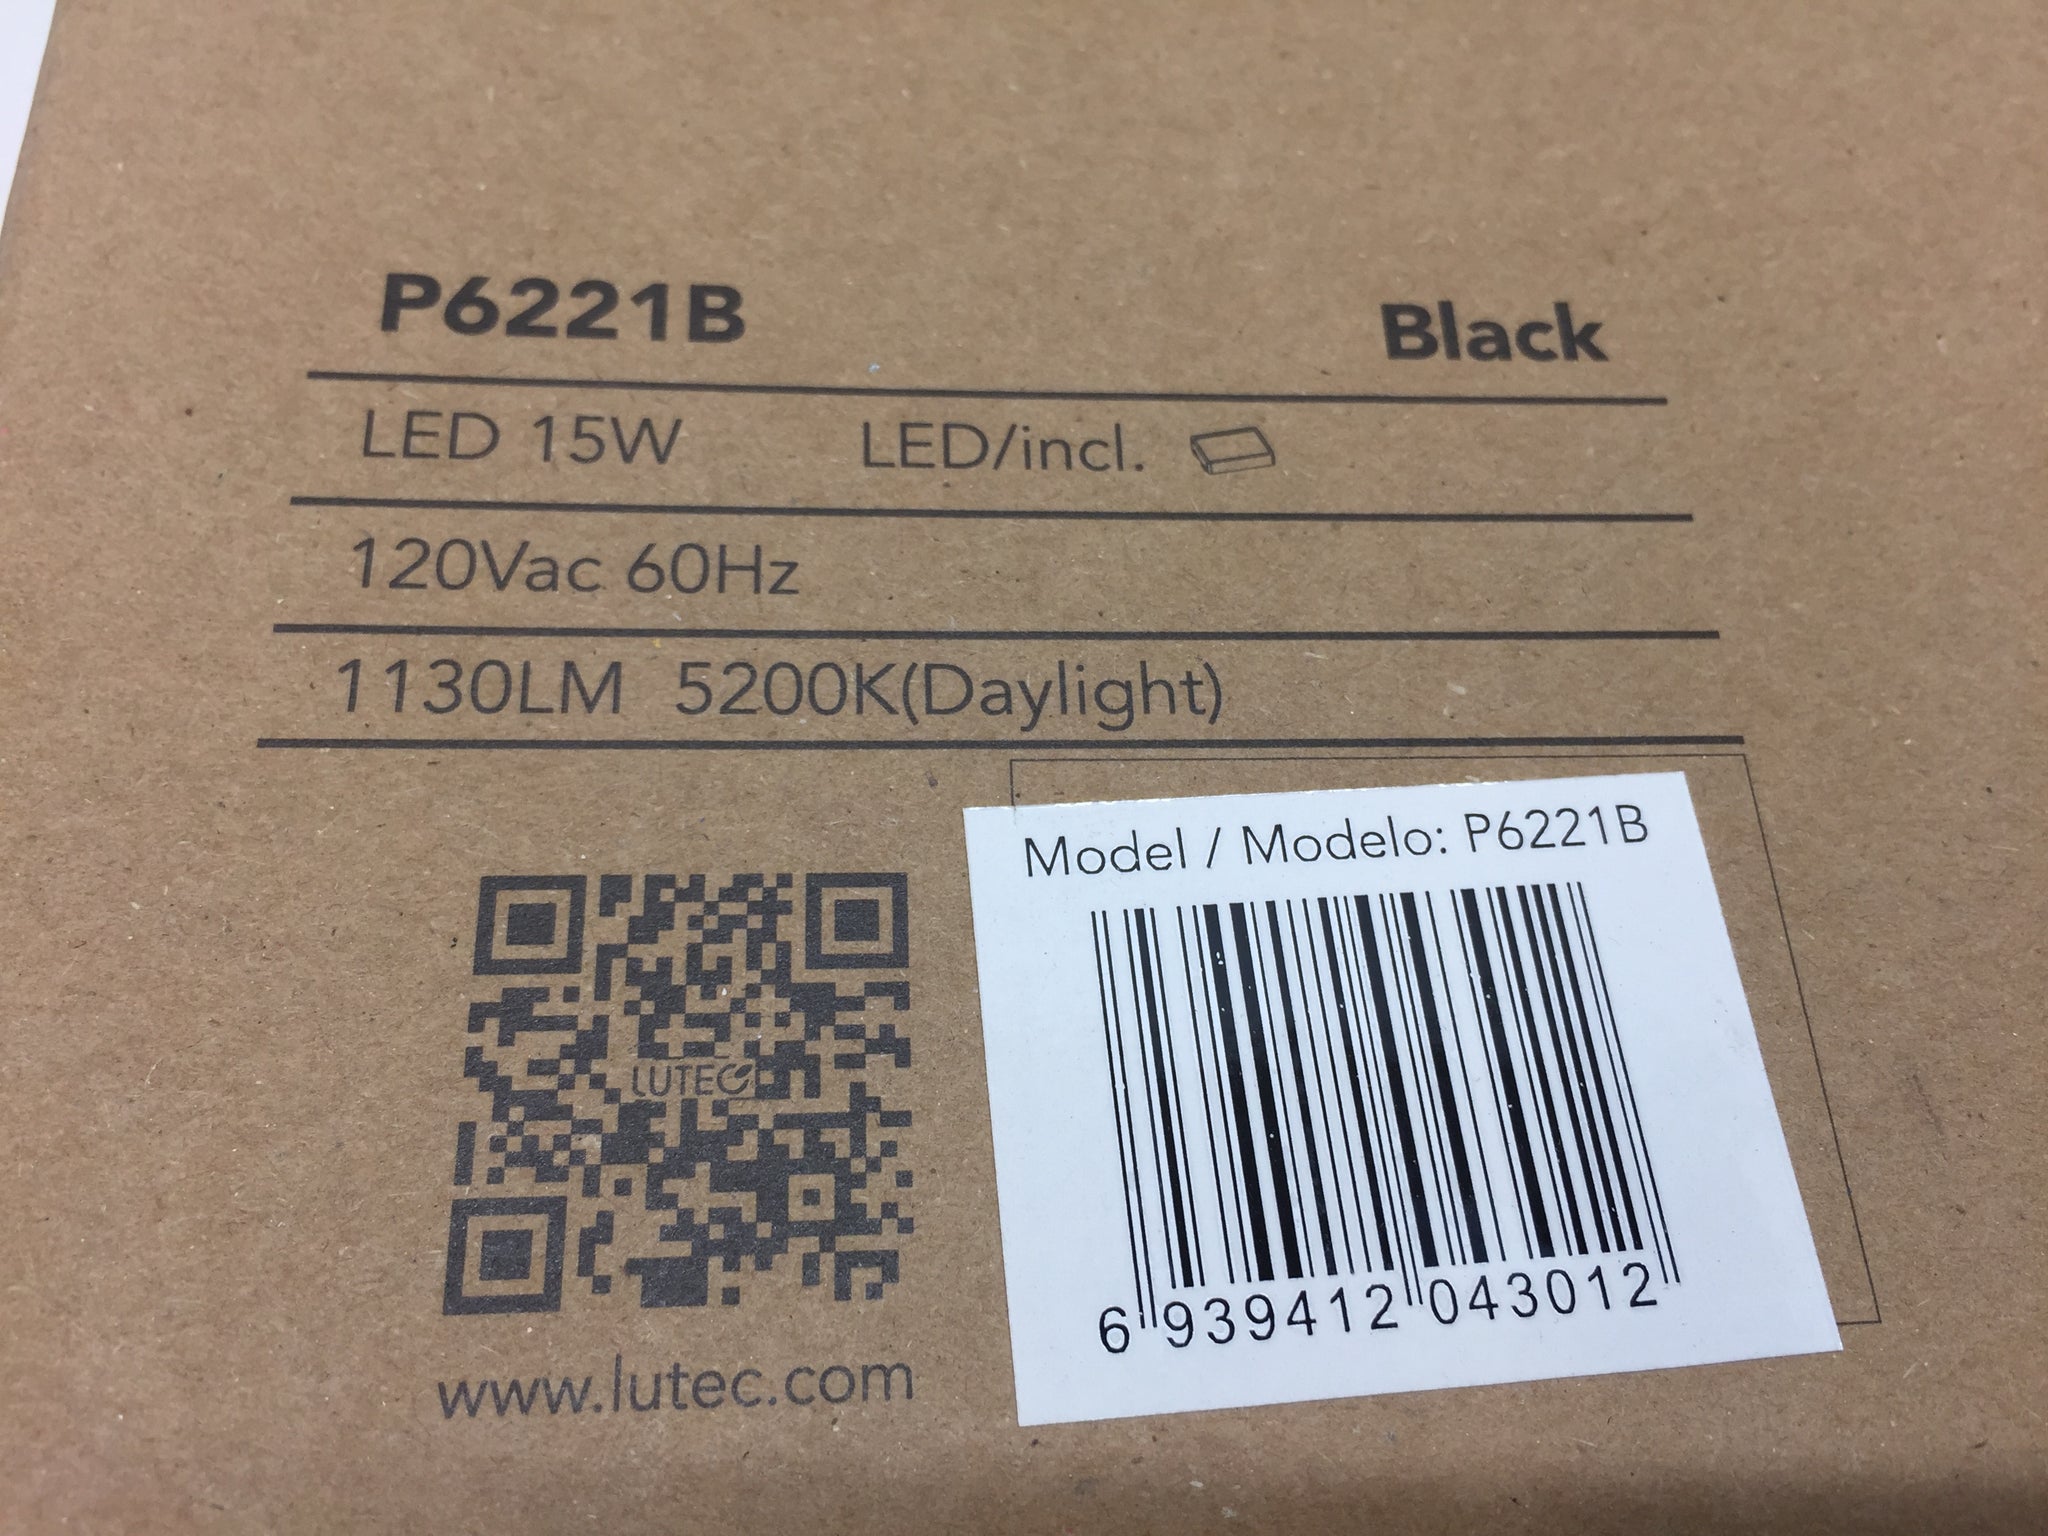 P6221B Black
LED 15W LED/incl.
120Vac 60Hz
1130LM 5200K(Daylight)
Model / Modelo: P6221B
LUTEC
6 939412 043012
www.lutec.com